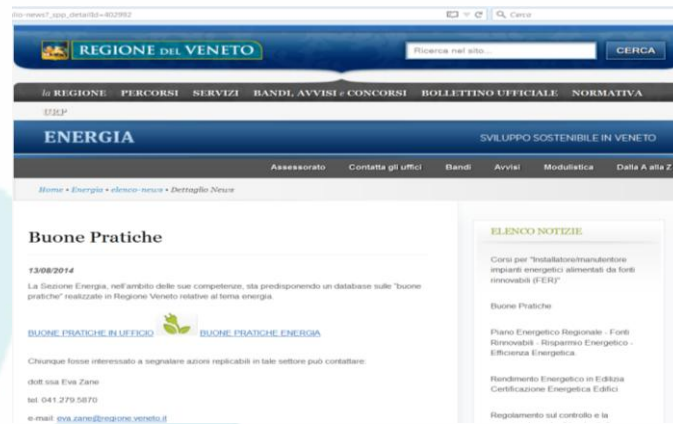 lio-news?_spp_detailId=402992
Cerca
REGIONE DEL VENETO
Ricerca nel sito...
CERCA
la REGIONE PERCORSI SERVIZI BANDI, AVVISI e CONCORSI BOLLETTINO UFFICIALE NORMATIVA
ENERGIA
SVILUPPO SOSTENIBILE IN VENETO
Assessorato Contatta gli uffici Bandi Avvisi Modulistica Dalla A alla Z
Home • Energia • elenco-news • Dettaglio News
Buone Pratiche
13/08/2014
La Sezione Energia, nell'ambito delle sue competenze, sta predisponendo un database sulle "buone
pratiche" realizzate in Regione Veneto relative al tema energia.
BUONE PRATICHE IN UFFICIO BUONE PRATICHE ENERGIA
Chiunque fosse interessato a segnalare azioni replicabili in tale settore può contattare:
dott.ssa Eva Zane
tel. 041.279.5870
e-mail: eva.zane@regione.veneto.it
ELENCO NOTIZIE
Corsi per "Installatore/manutentore
impianti energetici alimentati da fonti
rinnovabili (FER)"
Buone Pratiche
Piano Energetico Regionale - Fonti
Rinnovabili - Risparmio Energetico -
Efficienza Energetica.
Rendimento Energetico in Edilizia
Certificazione Energetica Edifici
Regolamento sul controllo e la